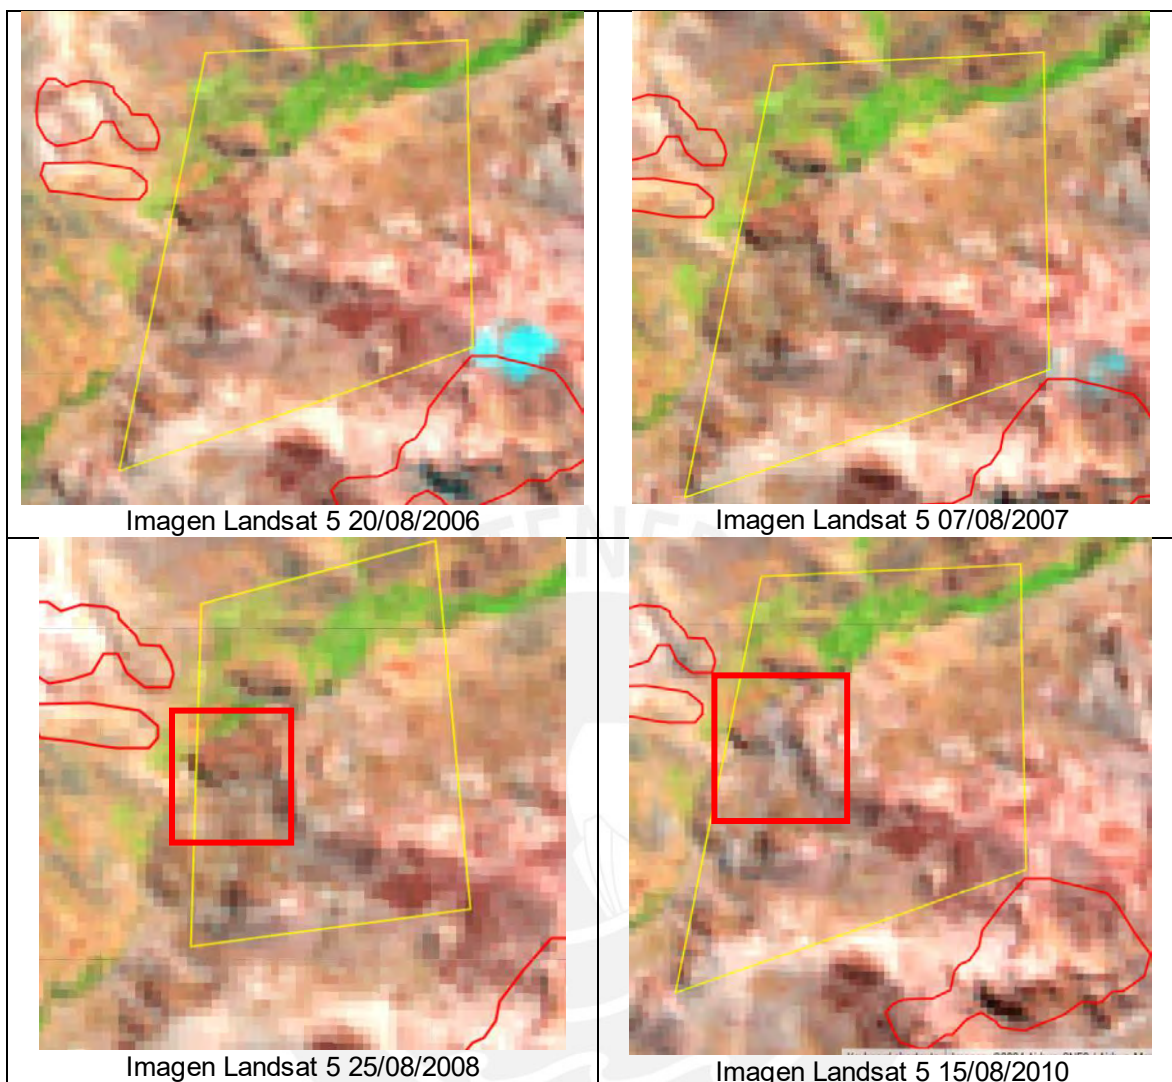 Imagen Landsat 5 20/08/2006
Imagen Landsat 5 07/08/2007
Imagen Landsat 5 25/08/2008
Imagen Landsat 5 15/08/2010